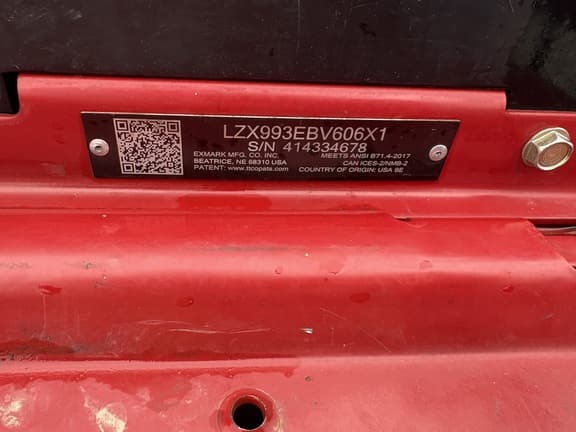 LZX993EBV606X1
S/N 414334678
EXMARK MFG. CO. INC. MEETS ANSI B71.4-2017
BEATRICE, NE 68310 USA CAN ICES-2/NMB-2
PATENT: www.ttcopats.com COUNTRY OF ORIGIN: USA BE